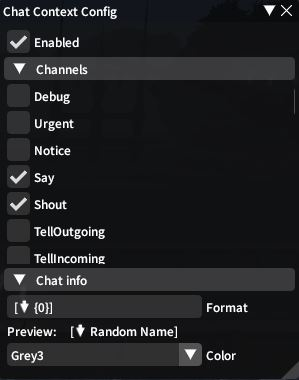 Chat Context Config
Enabled
Channels
Debug
Urgent
Notice
Say
Shout
TellOutgoing
TellIncoming
Chat info
[ {0}] Format
Preview: [ Random Name]
Grey3 Color